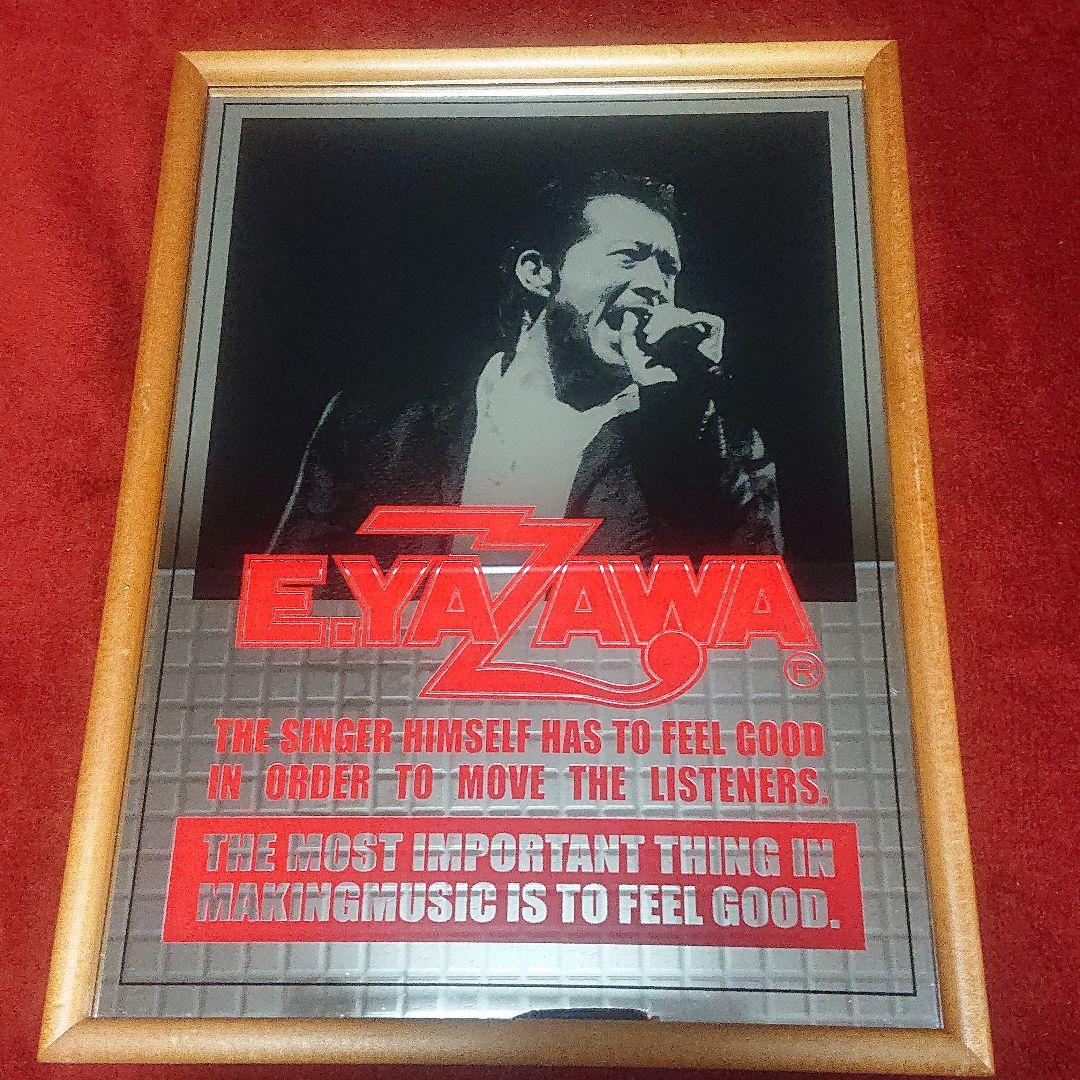 E.YAZAWA
®
THE SINGER HIMSELF HAS TO FEEL GOOD
IN ORDER TO MOVE THE LISTENERS.
THE MOST IMPORTANT THING IN
MAKINGMUSIC IS TO FEEL GOOD.